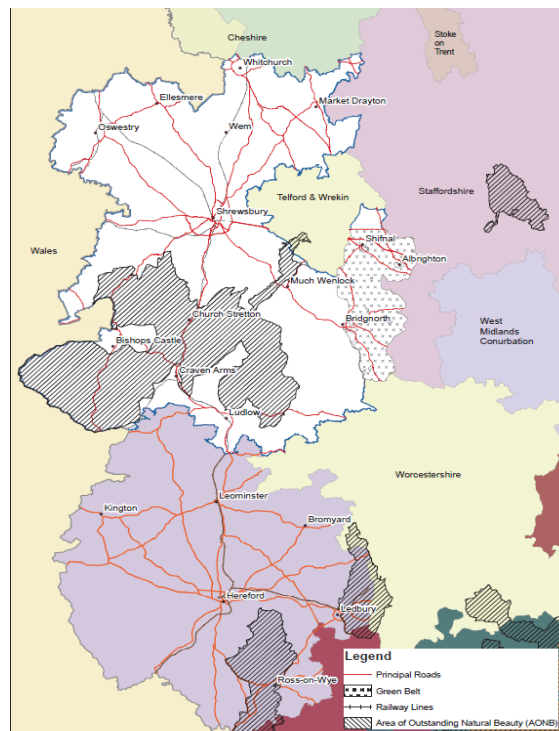 Stoke
on
Trent
Cheshire
Whitchurch
Ellesmere
Market Drayton
Oswestry
Wem
Telford & Wrekin
Staffordshire
Shrewsbury
Shifnal
Wales
Albrighton
Much Wenlock
Church Stretton
Bridgnorth
West
Midlands
Conurbation
Bishops Castle
Craven Arms
Ludlow
Worcestershire
Leominster
Kington
Bromyard
Hereford
Ledbury
Ross-on-Wye
Legend
Principal Roads
Green Belt
Railway Lines
Area of Outstanding Natural Beauty (AONB)